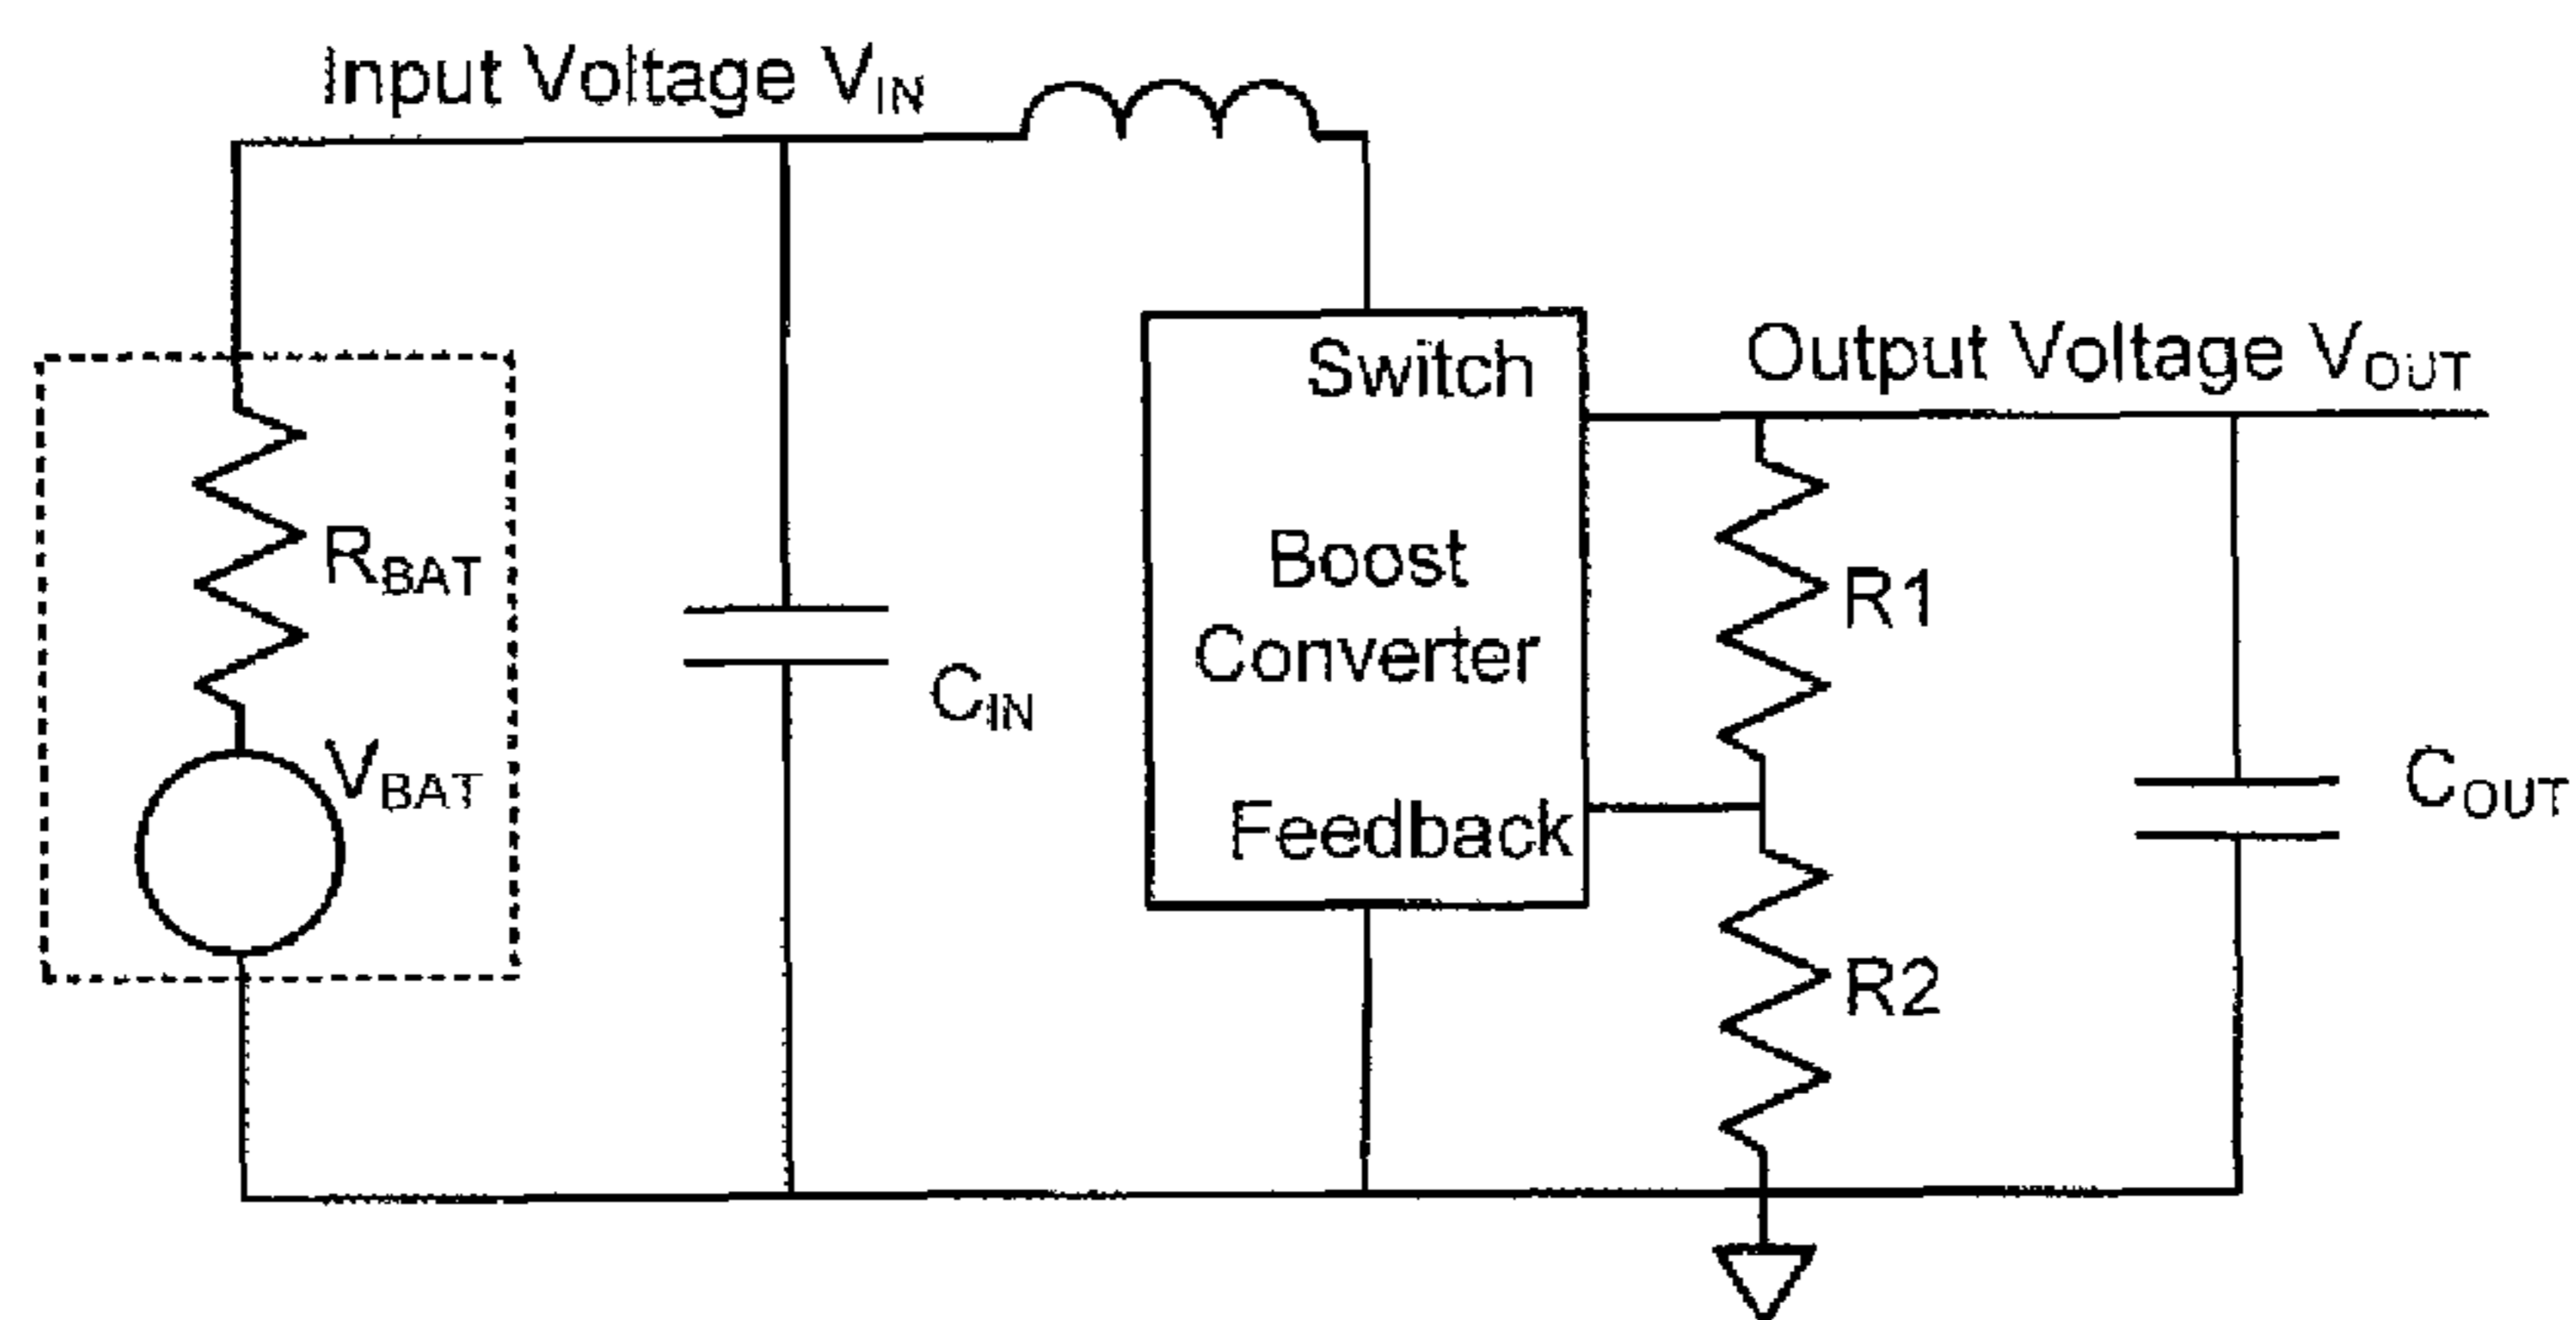 Input Voltage VIN
Switch
Output Voltage VOUT
RBAT
Boost
Converter
R1
CIN
VBAT
COUT
Feedback
R2